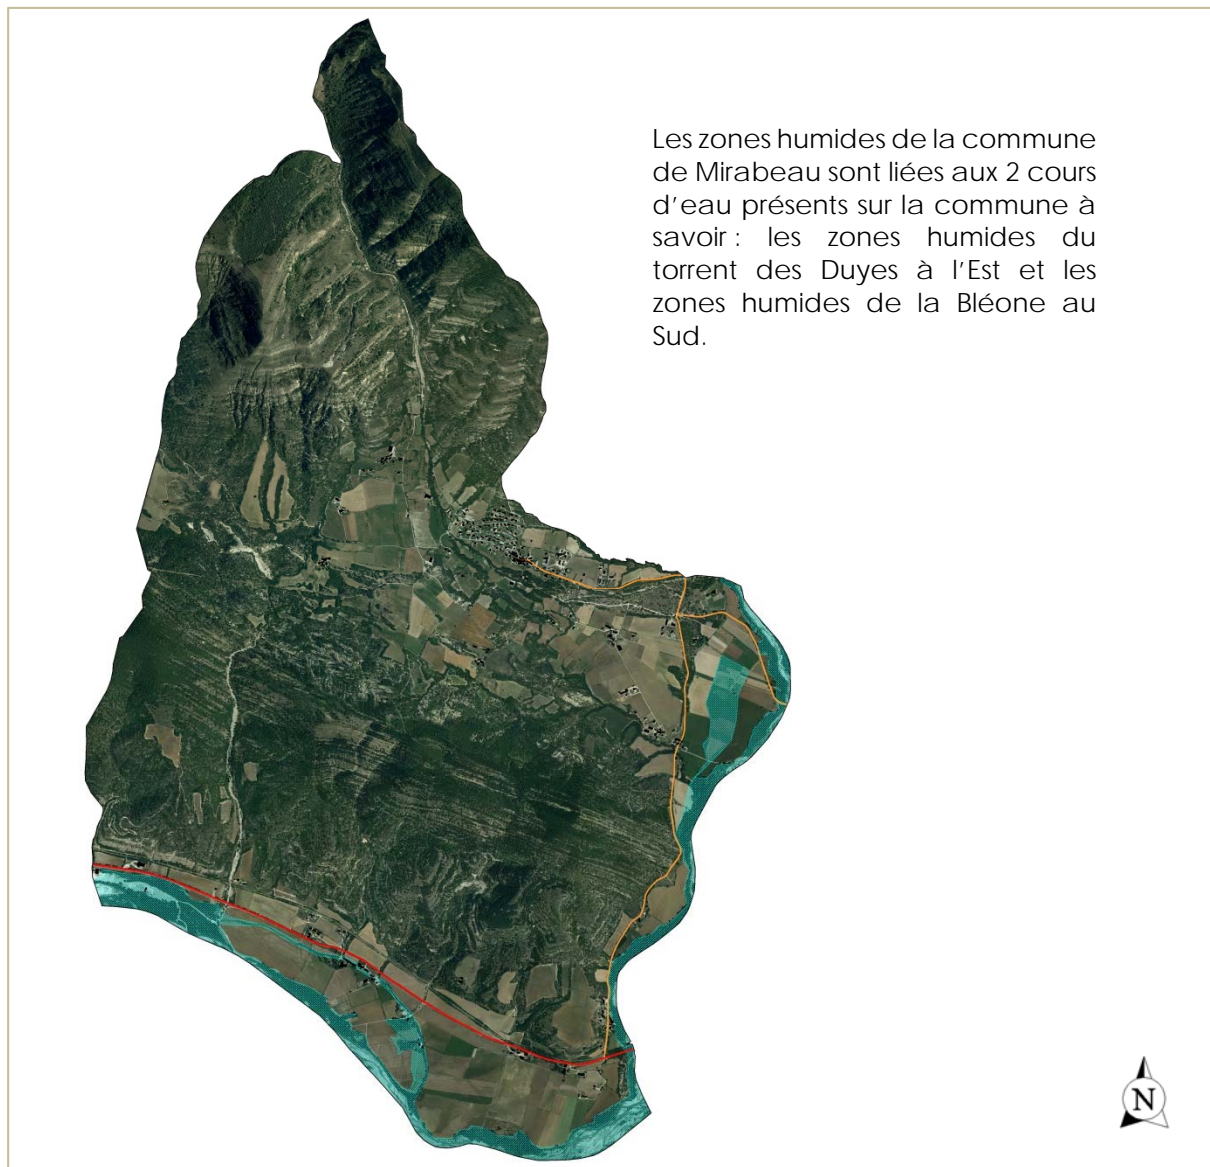 Les zones humides de la commune
de Mirabeau sont liées aux 2 cours
d'eau présents sur la commune à
savoir : les zones humides du
torrent des Duyes à l'Est et les
zones humides de la Bléone au
Sud.
N